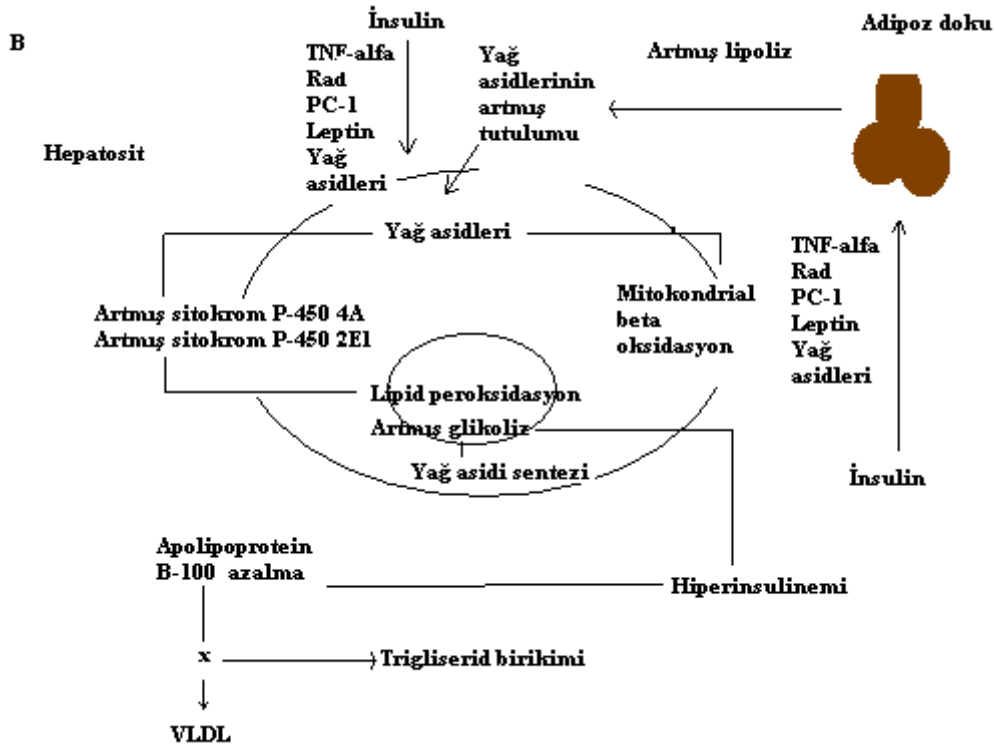 B
İnsulin
TNF-alfa
Rad
PC-1
Leptin
Yağ
asidleri
Yağ
asidlerinin
artmış
tutulumu
Artmış lipoliz
Adipoz doku
Hepatosit
Yağ asidleri
Artmış sitokrom P-450 4A
Artmış sitokrom P-450 2E1
Mitokondrial
beta
oksidasyon
TNF-alfa
Rad
PC-1
Leptin
Yağ
asidleri
Lipid peroksidasyon
Artmış glikoliz
Yağ asidi sentezi
İnsulin
Apolipoprotein
B-100 azalma
Hiperinsulinemi
x
Trigliserid birikimi
VLDL